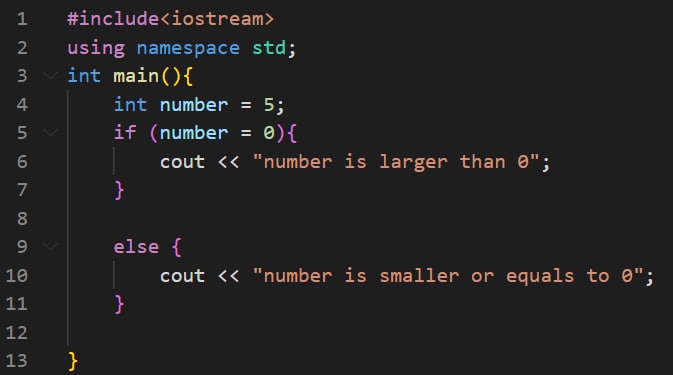 1 #include<iostream>
2 using namespace std;
3 int main(){
4     int number = 5;
5     if (number = 0){
6         cout << "number is larger than 0";
7     }
8
9     else {
10         cout << "number is smaller or equals to 0";
11     }
12
13 }